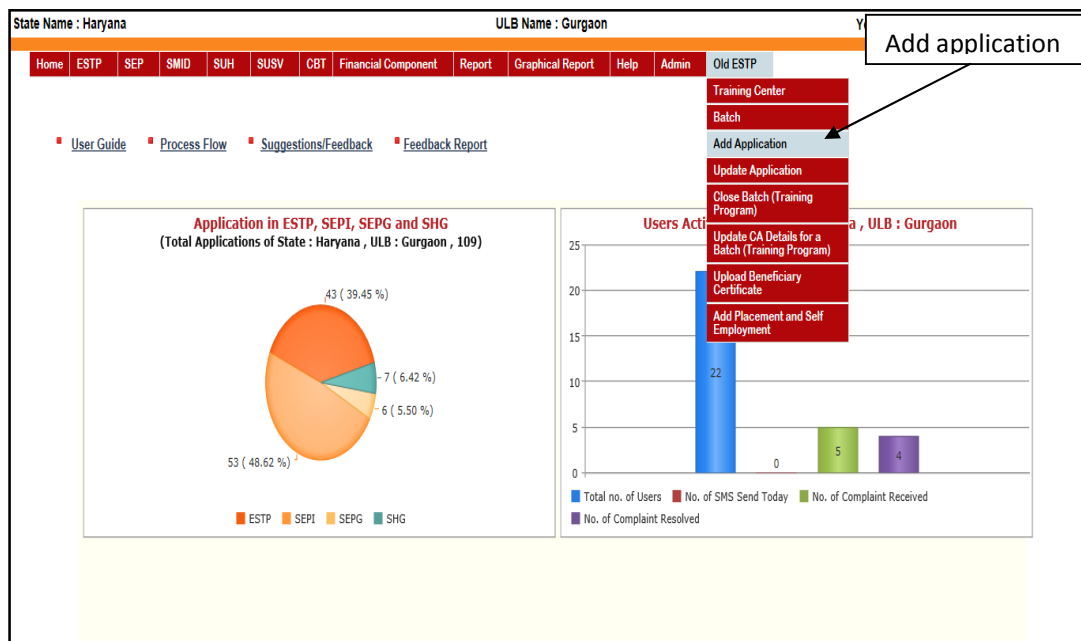 State Name : Haryana ULB Name : Gurgaon
Add application
Home ESTP SEP SMID SUH SUSV CBT Financial Component Report Graphical Report Help Admin Old ESTP
Training Center
Batch
Add Application
Update Application
Close Batch (Training
Program)
Update CA Details for a
Batch (Training Program)
Upload Beneficiary
Certificate
Add Placement and Self
Employment
User Guide Process Flow Suggestions/Feedback Feedback Report
Application in ESTP, SEPI, SEPG and SHG
(Total Applications of State : Haryana , ULB : Gurgaon , 109)
43 ( 39.45 %)
7 ( 6.42 %)
6 ( 5.50 %)
53 ( 48.62 %)
ESTP SEPI SEPG SHG
Users Acti a , ULB : Gurgaon
25
20
15
10
5
0
22
0
5
4
Total no. of Users No. of SMS Send Today No. of Complaint Received
No. of Complaint Resolved